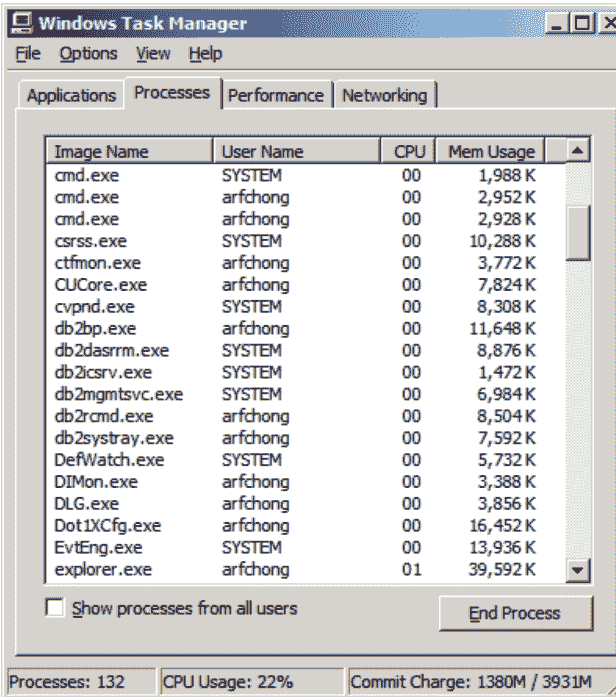 Windows Task Manager
File Options View Help
Applications Processes Performance Networking
Image Name User Name CPU Mem Usage
cmd.exe SYSTEM 00 1,988 K
cmd.exe arfchong 00 2,952 K
cmd.exe arfchong 00 2,928 K
csrss.exe SYSTEM 00 10,288 K
ctfmon.exe arfchong 00 3,772 K
CUCore.exe arfchong 00 7,824 K
cvpnd.exe SYSTEM 00 8,308 K
db2bp.exe arfchong 00 11,648 K
db2dasrrm.exe SYSTEM 00 8,876 K
db2icsrv.exe SYSTEM 00 1,472 K
db2mgmtsvc.exe SYSTEM 00 6,984 K
db2rcmd.exe arfchong 00 8,504 K
db2systray.exe arfchong 00 7,592 K
DefWatch.exe SYSTEM 00 5,732 K
DIMon.exe arfchong 00 3,388 K
DLG.exe arfchong 00 3,856 K
Dot1XCfg.exe arfchong 00 16,452 K
EvtEng.exe SYSTEM 00 13,936 K
explorer.exe arfchong 01 39,592 K
Show processes from all users End Process
Processes: 132 CPU Usage: 22% Commit Charge: 1380M / 3931M